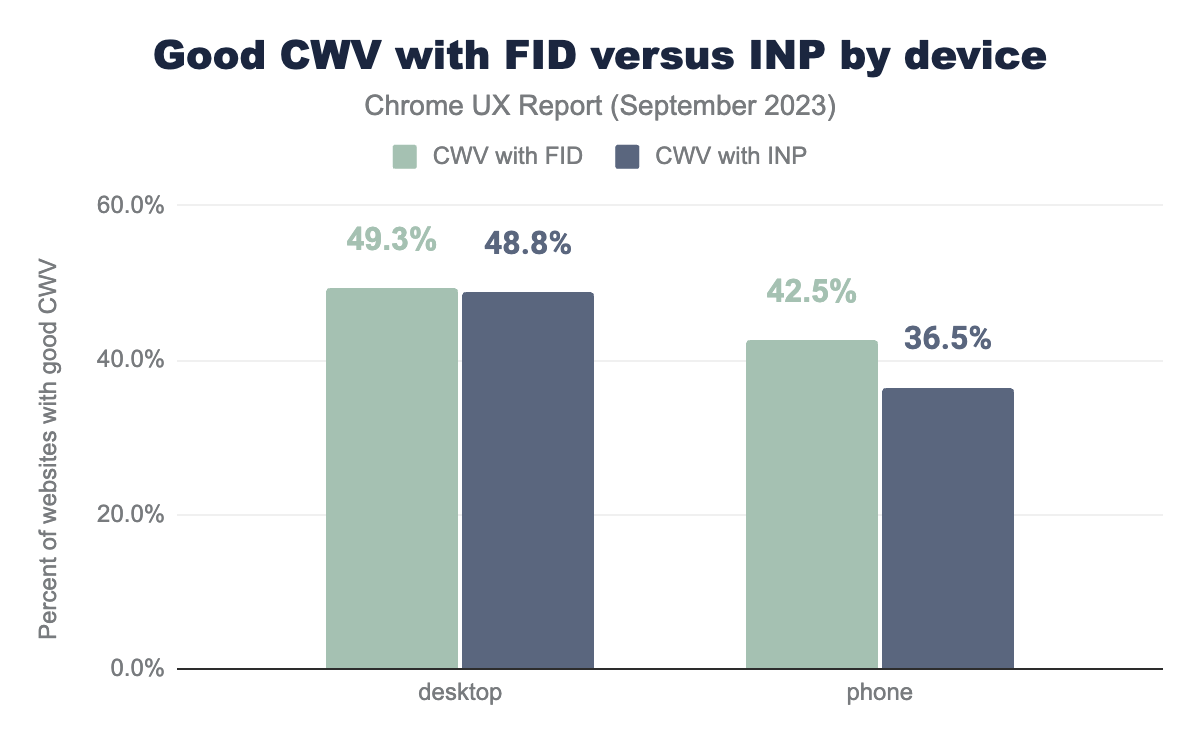 Good CWV with FID versus INP by device
Chrome UX Report (September 2023)
CWV with FID CWV with INP
Percent of websites with good CWV
60.0%
40.0%
20.0%
0.0%
49.3% 48.8%
42.5% 36.5%
desktop phone